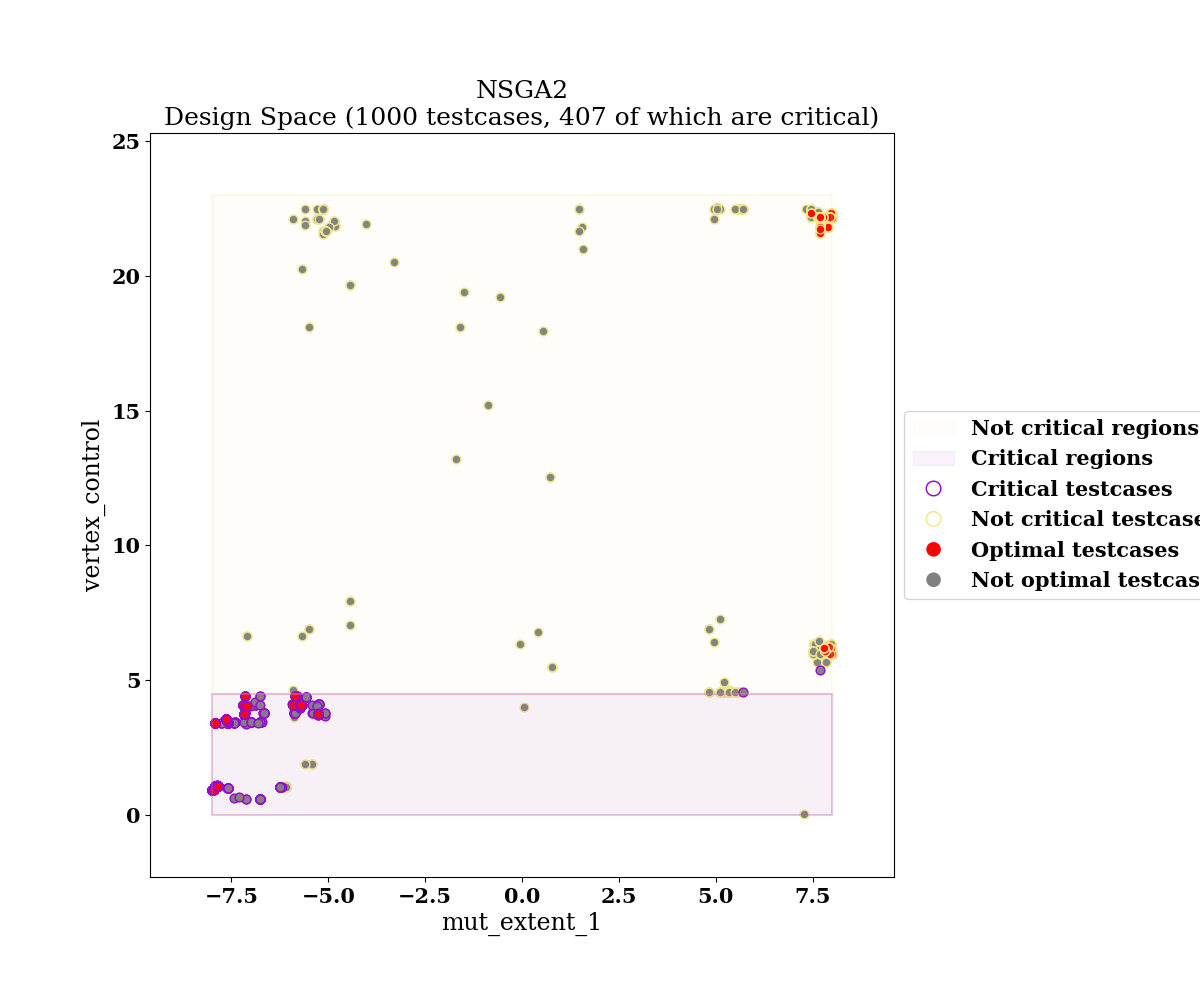 NSGA2
Design Space (1000 testcases, 407 of which are critical)
25
20
15
10
5
0
vertex_control
−7.5
−5.0
−2.5
0.0
2.5
5.0
7.5
mut_extent_1
Not critical regions
Critical regions
Critical testcases
Not critical testcase
Optimal testcases
Not optimal testcas